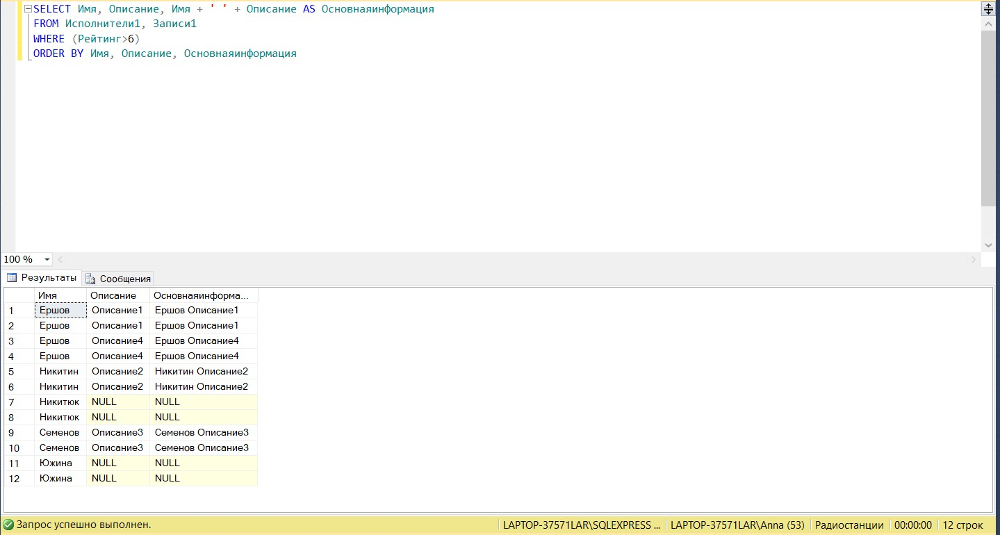 SELECT Имя, Описание, Имя + ' ' + Описание AS Основнаяинформация
FROM Исполнители1, Записи1
WHERE (Рейтинг>6)
ORDER BY Имя, Описание, Основнаяинформация
100 %
Результаты Сообщения
Имя Описание Основнаяинформа...
1 Ершов Описание1 Ершов Описание1
2 Ершов Описание1 Ершов Описание1
3 Ершов Описание4 Ершов Описание4
4 Ершов Описание4 Ершов Описание4
5 Никитин Описание2 Никитин Описание2
6 Никитин Описание2 Никитин Описание2
7 Никитюк NULL NULL
8 Никитюк NULL NULL
9 Семенов Описание3 Семенов Описание3
10 Семенов Описание3 Семенов Описание3
11 Южина NULL NULL
12 Южина NULL NULL
Запрос успешно выполнен. LAPTOP-37571LAR\SQLEXPRESS ... LAPTOP-37571LAR\Anna (53) Радиостанции 00:00:00 12 строк